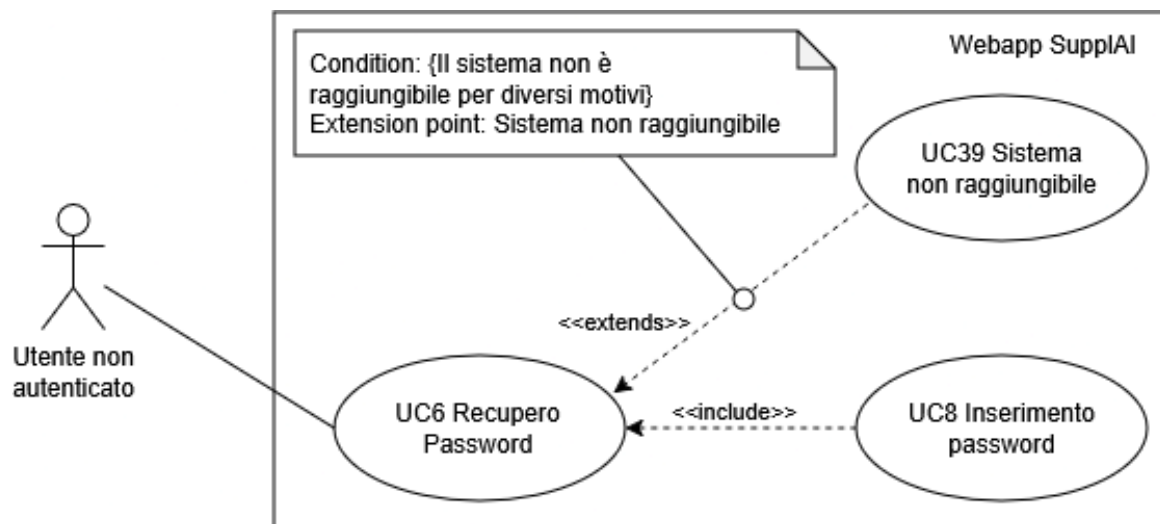 Webapp SupplAI
Condition: {Il sistema non è
raggiungibile per diversi motivi}
Extension point: Sistema non raggiungibile
UC39 Sistema
non raggiungibile
<<extends>>
Utente non
autenticato
UC6 Recupero
Password
<<include>>
UC8 Inserimento
password